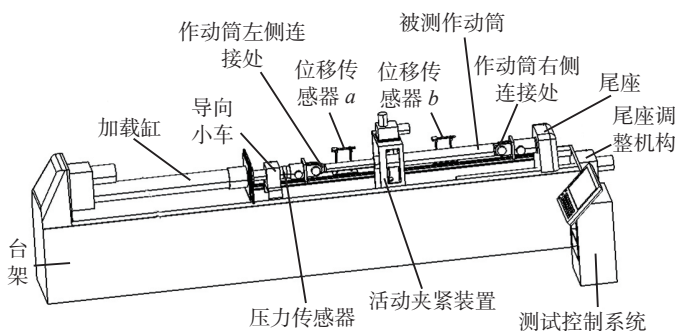 作动筒左侧连
接处
位移传
感器 a
位移传
感器 b
被测作动筒
作动筒右侧
连接处
尾座
尾座调
整机构
导向
小车
加载缸
台
架
压力传感器
活动夹紧装置
测试控制系统